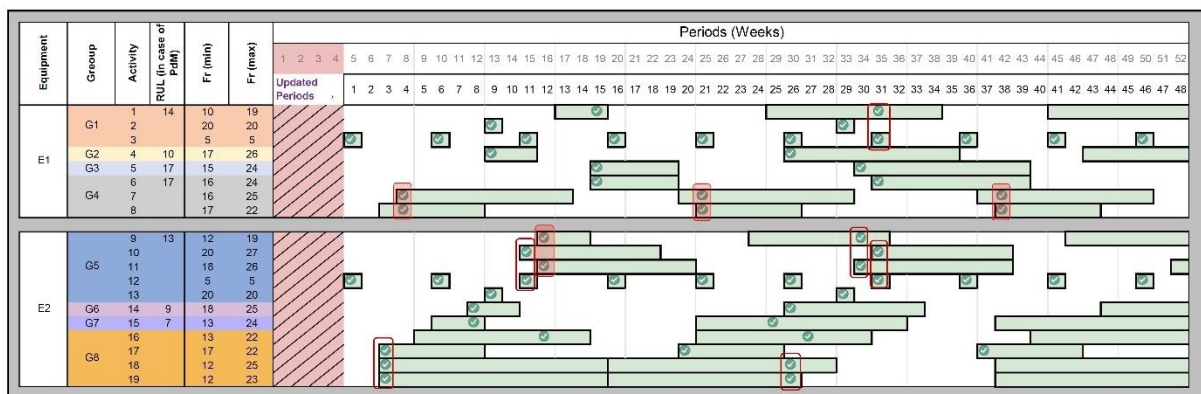 Periods (Weeks)
Equipment Greoup Activity RUL (in case of PdM) Fr (min) Fr (max)
1 2 3 4 5 6 7 8 9 10 11 12 13 14 15 16 17 18 19 20 21 22 23 24 25 26 27 28 29 30 31 32 33 34 35 36 37 38 39 40 41 42 43 44 45 46 47 48 49 50 51 52
Updated Periods 1 2 3 4 5 6 7 8 9 10 11 12 13 14 15 16 17 18 19 20 21 22 23 24 25 26 27 28 29 30 31 32 33 34 35 36 37 38 39 40 41 42 43 44 45 46 47 48
E1 G1 1 14 10 19
2 20 20
3 5 5
G2 4 10 17 26
G3 5 17 15 24
G4 6 17 16 24
7 16 25
8 17 22
E2 G5 9 13 12 19
10 20 27
11 18 26
12 5 5
13 20 20
G6 14 9 18 25
G7 15 7 13 24
G8 16 13 22
17 17 22
18 12 25
19 12 23